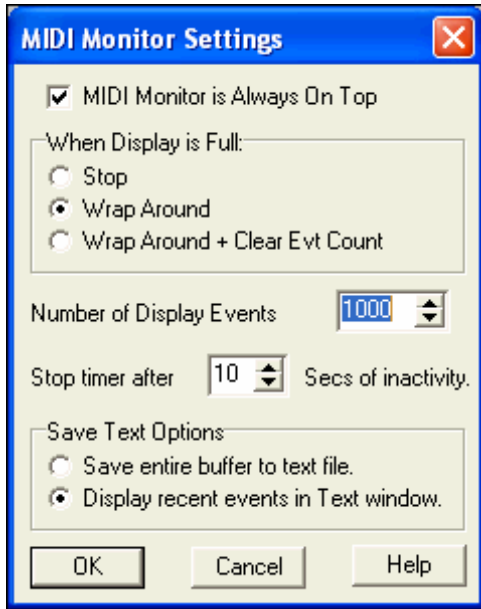 MIDI Monitor Settings
MIDI Monitor is Always On Top
When Display is Full:
Stop
Wrap Around
Wrap Around + Clear Evt Count
Number of Display Events 1000
Stop timer after 10 Secs of inactivity.
Save Text Options
Save entire buffer to text file.
Display recent events in Text window.
OK Cancel Help